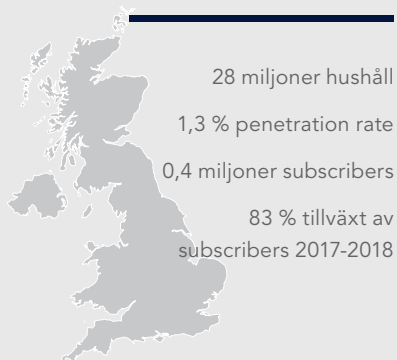 28 miljoner hushåll
1,3 % penetration rate
0,4 miljoner subscribers
83 % tillväxt av
subscribers 2017-2018